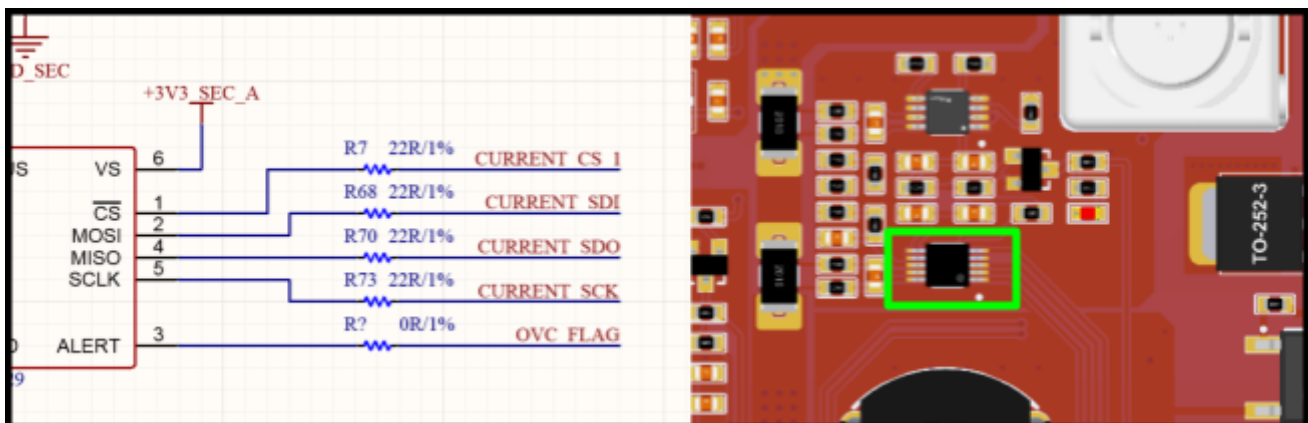 D_SEC
+3V3_SEC_A
US
VS
6
R7 22R/1%
CURRENT_CS_I
CS
1
R68 22R/1%
CURRENT_SDI
MOSI
2
R70 22R/1%
CURRENT_SDO
MISO
4
SCLK
5
R73 22R/1%
CURRENT_SCK
R? 0R/1%
OVC_FLAG
ALERT
3
29
TO-252-3